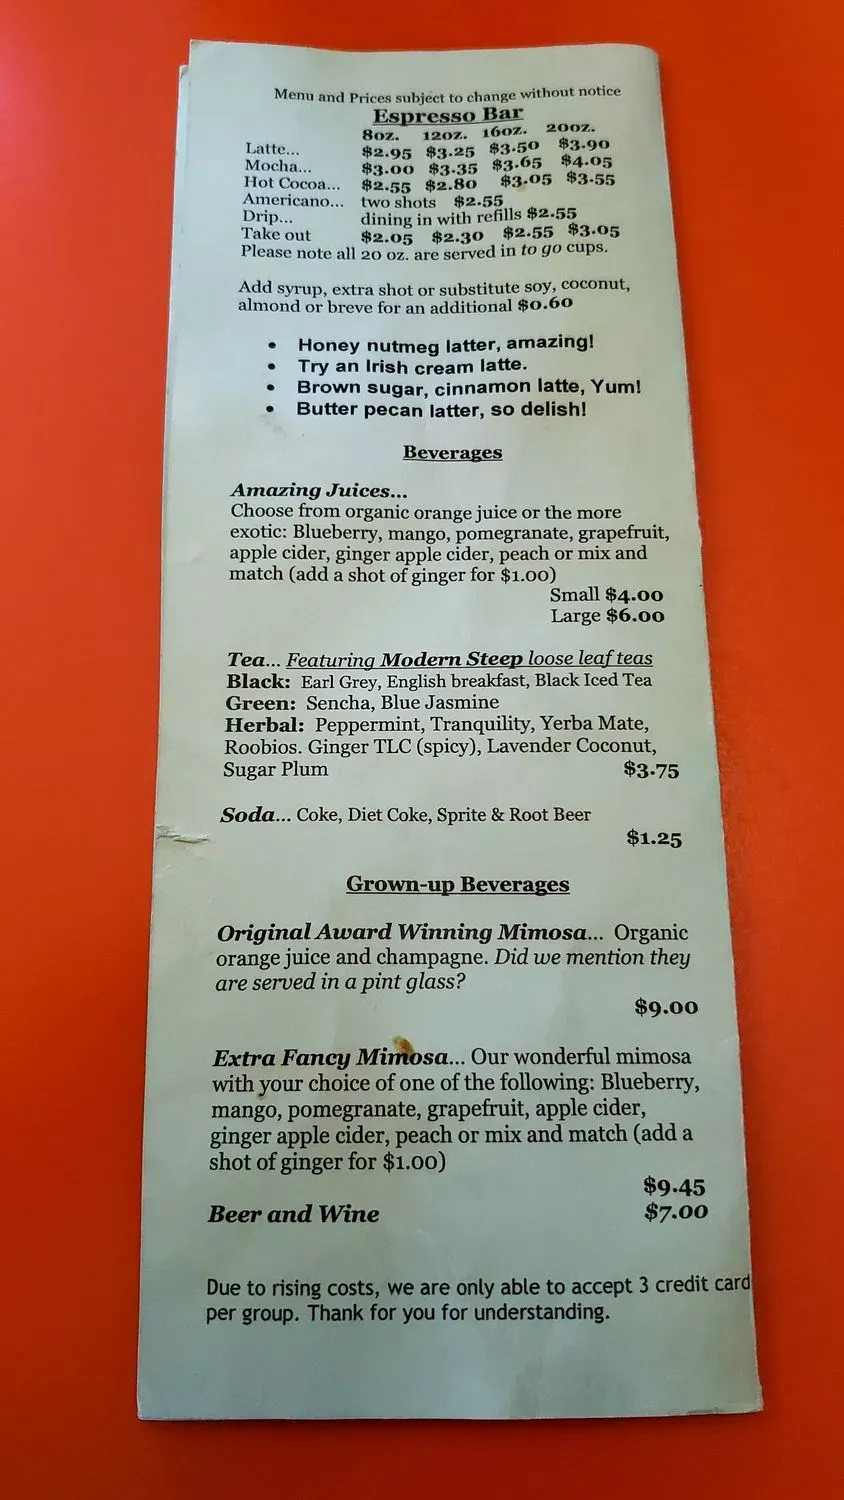 Menu and Prices subject to change without notice
Espresso Bar
8oz. 12oz. 16oz. 20oz.
Latte... $2.95 $3.25 $3.50 $3.90
Mocha... $3.00 $3.35 $3.65 $4.05
Hot Cocoa... $2.55 $2.80 $3.05 $3.55
Americano... two shots $2.55
Drip... dining in with refills $2.55
Take out $2.05 $2.30 $2.55 $3.05
Please note all 20 oz. are served in to go cups.
Add syrup, extra shot or substitute soy, coconut,
almond or breve for an additional $0.60
• Honey nutmeg latter, amazing!
• Try an Irish cream latte.
• Brown sugar, cinnamon latte, Yum!
• Butter pecan latter, so delish!
Beverages
Amazing Juices...
Choose from organic orange juice or the more
exotic: Blueberry, mango, pomegranate, grapefruit,
apple cider, ginger apple cider, peach or mix and
match (add a shot of ginger for $1.00)
Small $4.00
Large $6.00
Tea... Featuring Modern Steep loose leaf teas
Black: Earl Grey, English breakfast, Black Iced Tea
Green: Sencha, Blue Jasmine
Herbal: Peppermint, Tranquility, Yerba Mate,
Roobios. Ginger TLC (spicy), Lavender Coconut,
Sugar Plum $3.75
Soda... Coke, Diet Coke, Sprite & Root Beer
$1.25
Grown-up Beverages
Original Award Winning Mimosa... Organic
orange juice and champagne. Did we mention they
are served in a pint glass?
$9.00
Extra Fancy Mimosa... Our wonderful mimosa
with your choice of one of the following: Blueberry,
mango, pomegranate, grapefruit, apple cider,
ginger apple cider, peach or mix and match (add a
shot of ginger for $1.00)
$9.45
Beer and Wine $7.00
Due to rising costs, we are only able to accept 3 credit card
per group. Thank for you for understanding.